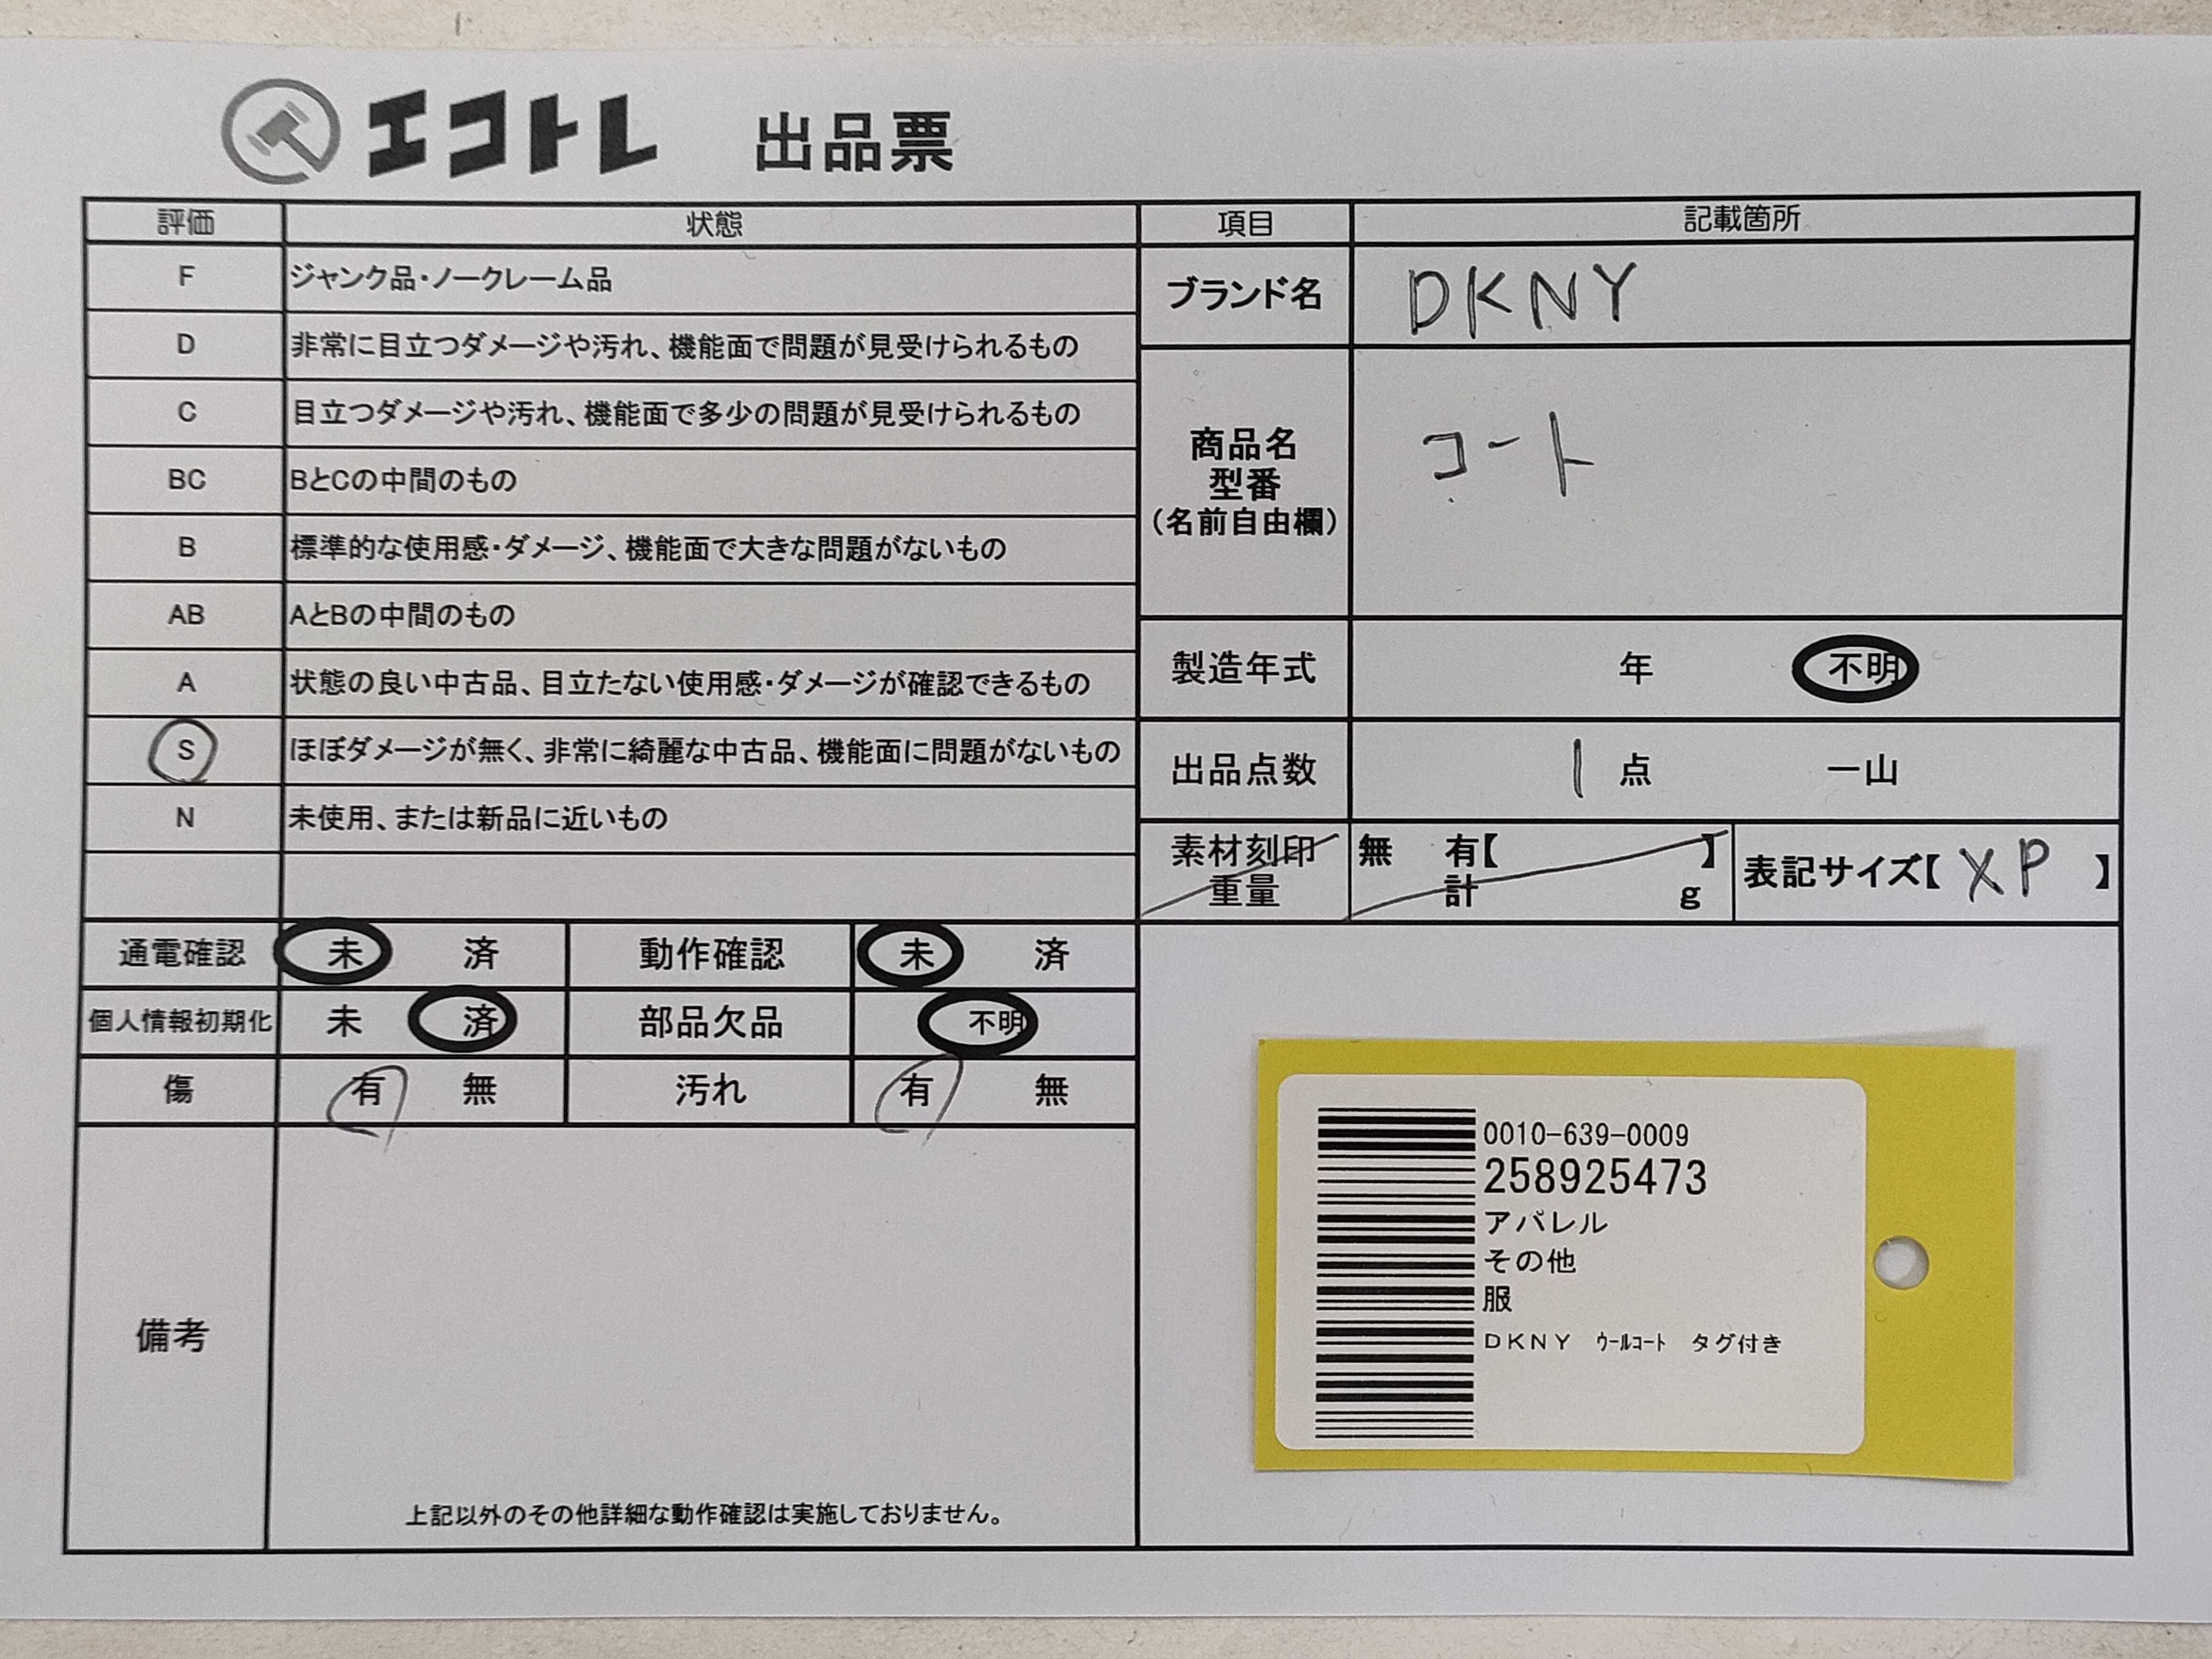 エコトレ 出品票
評価 状態
F ジャンク品・ノークレーム品
D 非常に目立つダメージや汚れ、機能面で問題が見受けられるもの
C 目立つダメージや汚れ、機能面で多少の問題が見受けられるもの
BC BとCの中間のもの
B 標準的な使用感・ダメージ、機能面で大きな問題がないもの
AB AとBの中間のもの
A 状態の良い中古品、目立たない使用感・ダメージが確認できるもの
S ほぼダメージが無く、非常に綺麗な中古品、機能面に問題がないもの
N 未使用、または新品に近いもの
項目 記載箇所
ブランド名 DKNY
商品名
型番
(名前自由欄)
コート
製造年式 年 不明
出品点数 1 点 一山
素材刻印 無 有【 】
重量 計 g
表記サイズ【 XP 】
通電確認 未 済 動作確認 未 済
個人情報初期化 未 済 部品欠品 不明
傷 有 無 汚れ 有 無
備考
上記以外のその他詳細な動作確認は実施しておりません。
0010-639-0009
258925473
アパレル
その他
服
DKNY ｳｰﾙｺｰﾄ タグ付き